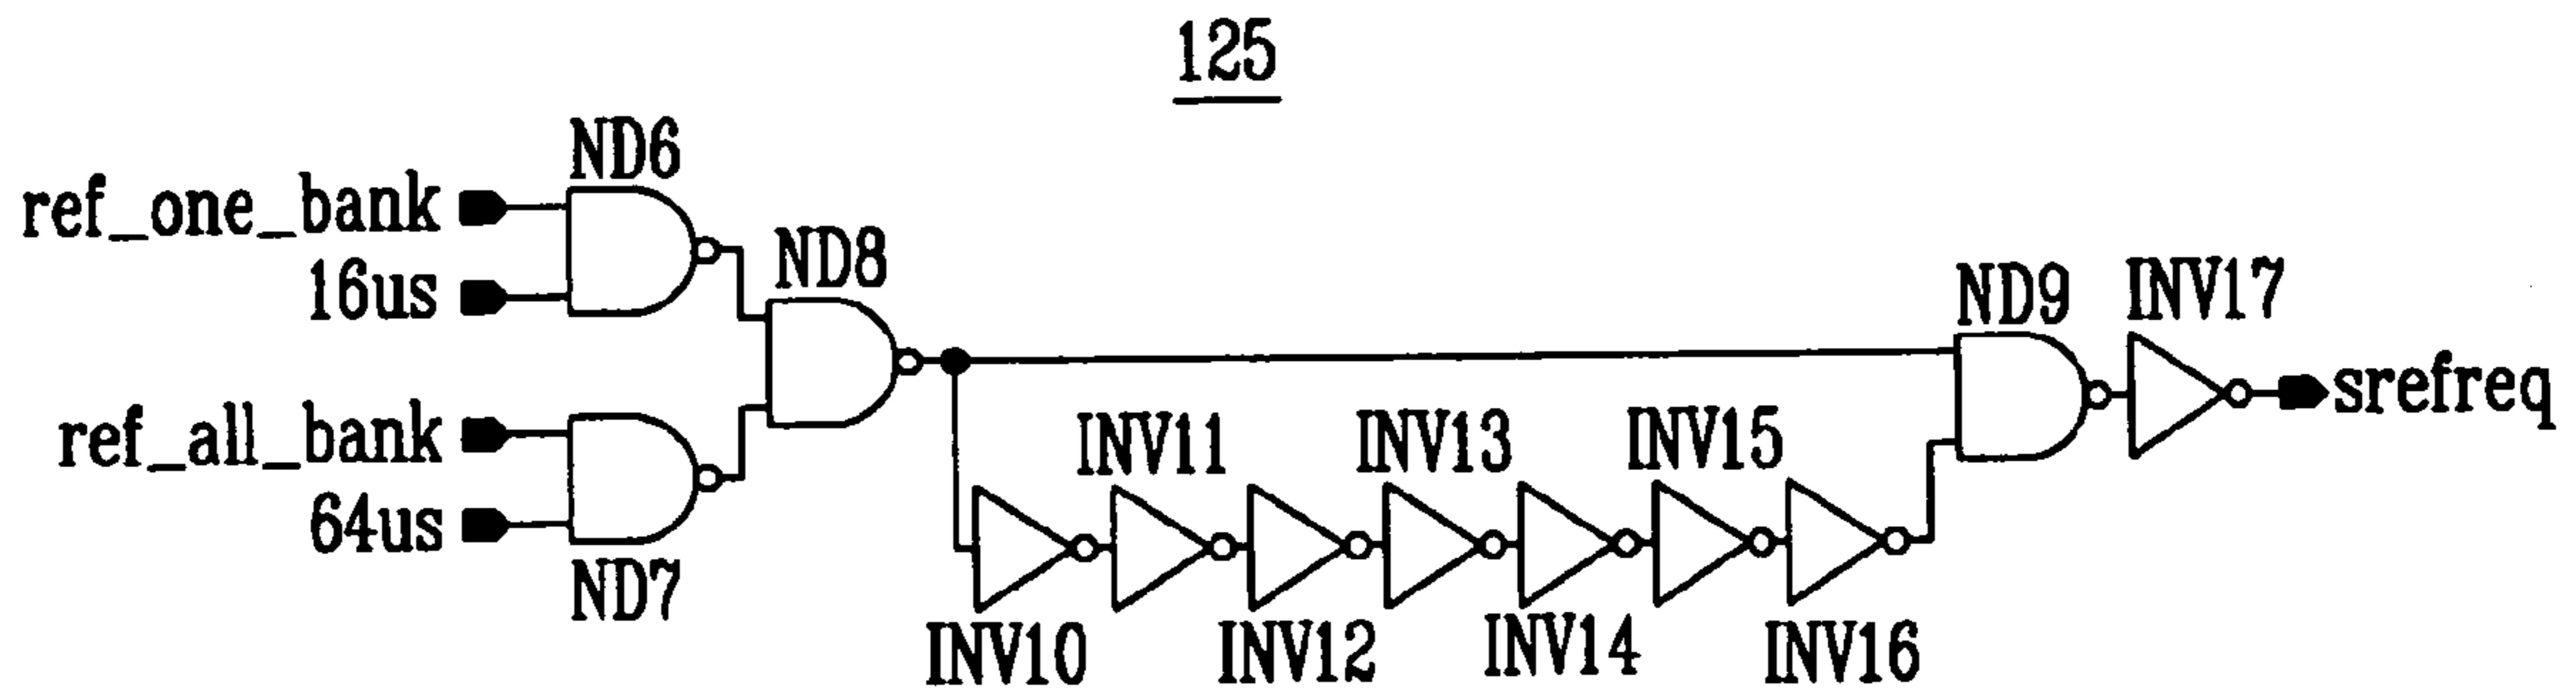 125
ND6
ref_one_bank
16us
ND8
ref_all_bank
64us
ND7
INV10
INV11
INV12
INV13
INV14
INV15
INV16
ND9
INV17
srefreq